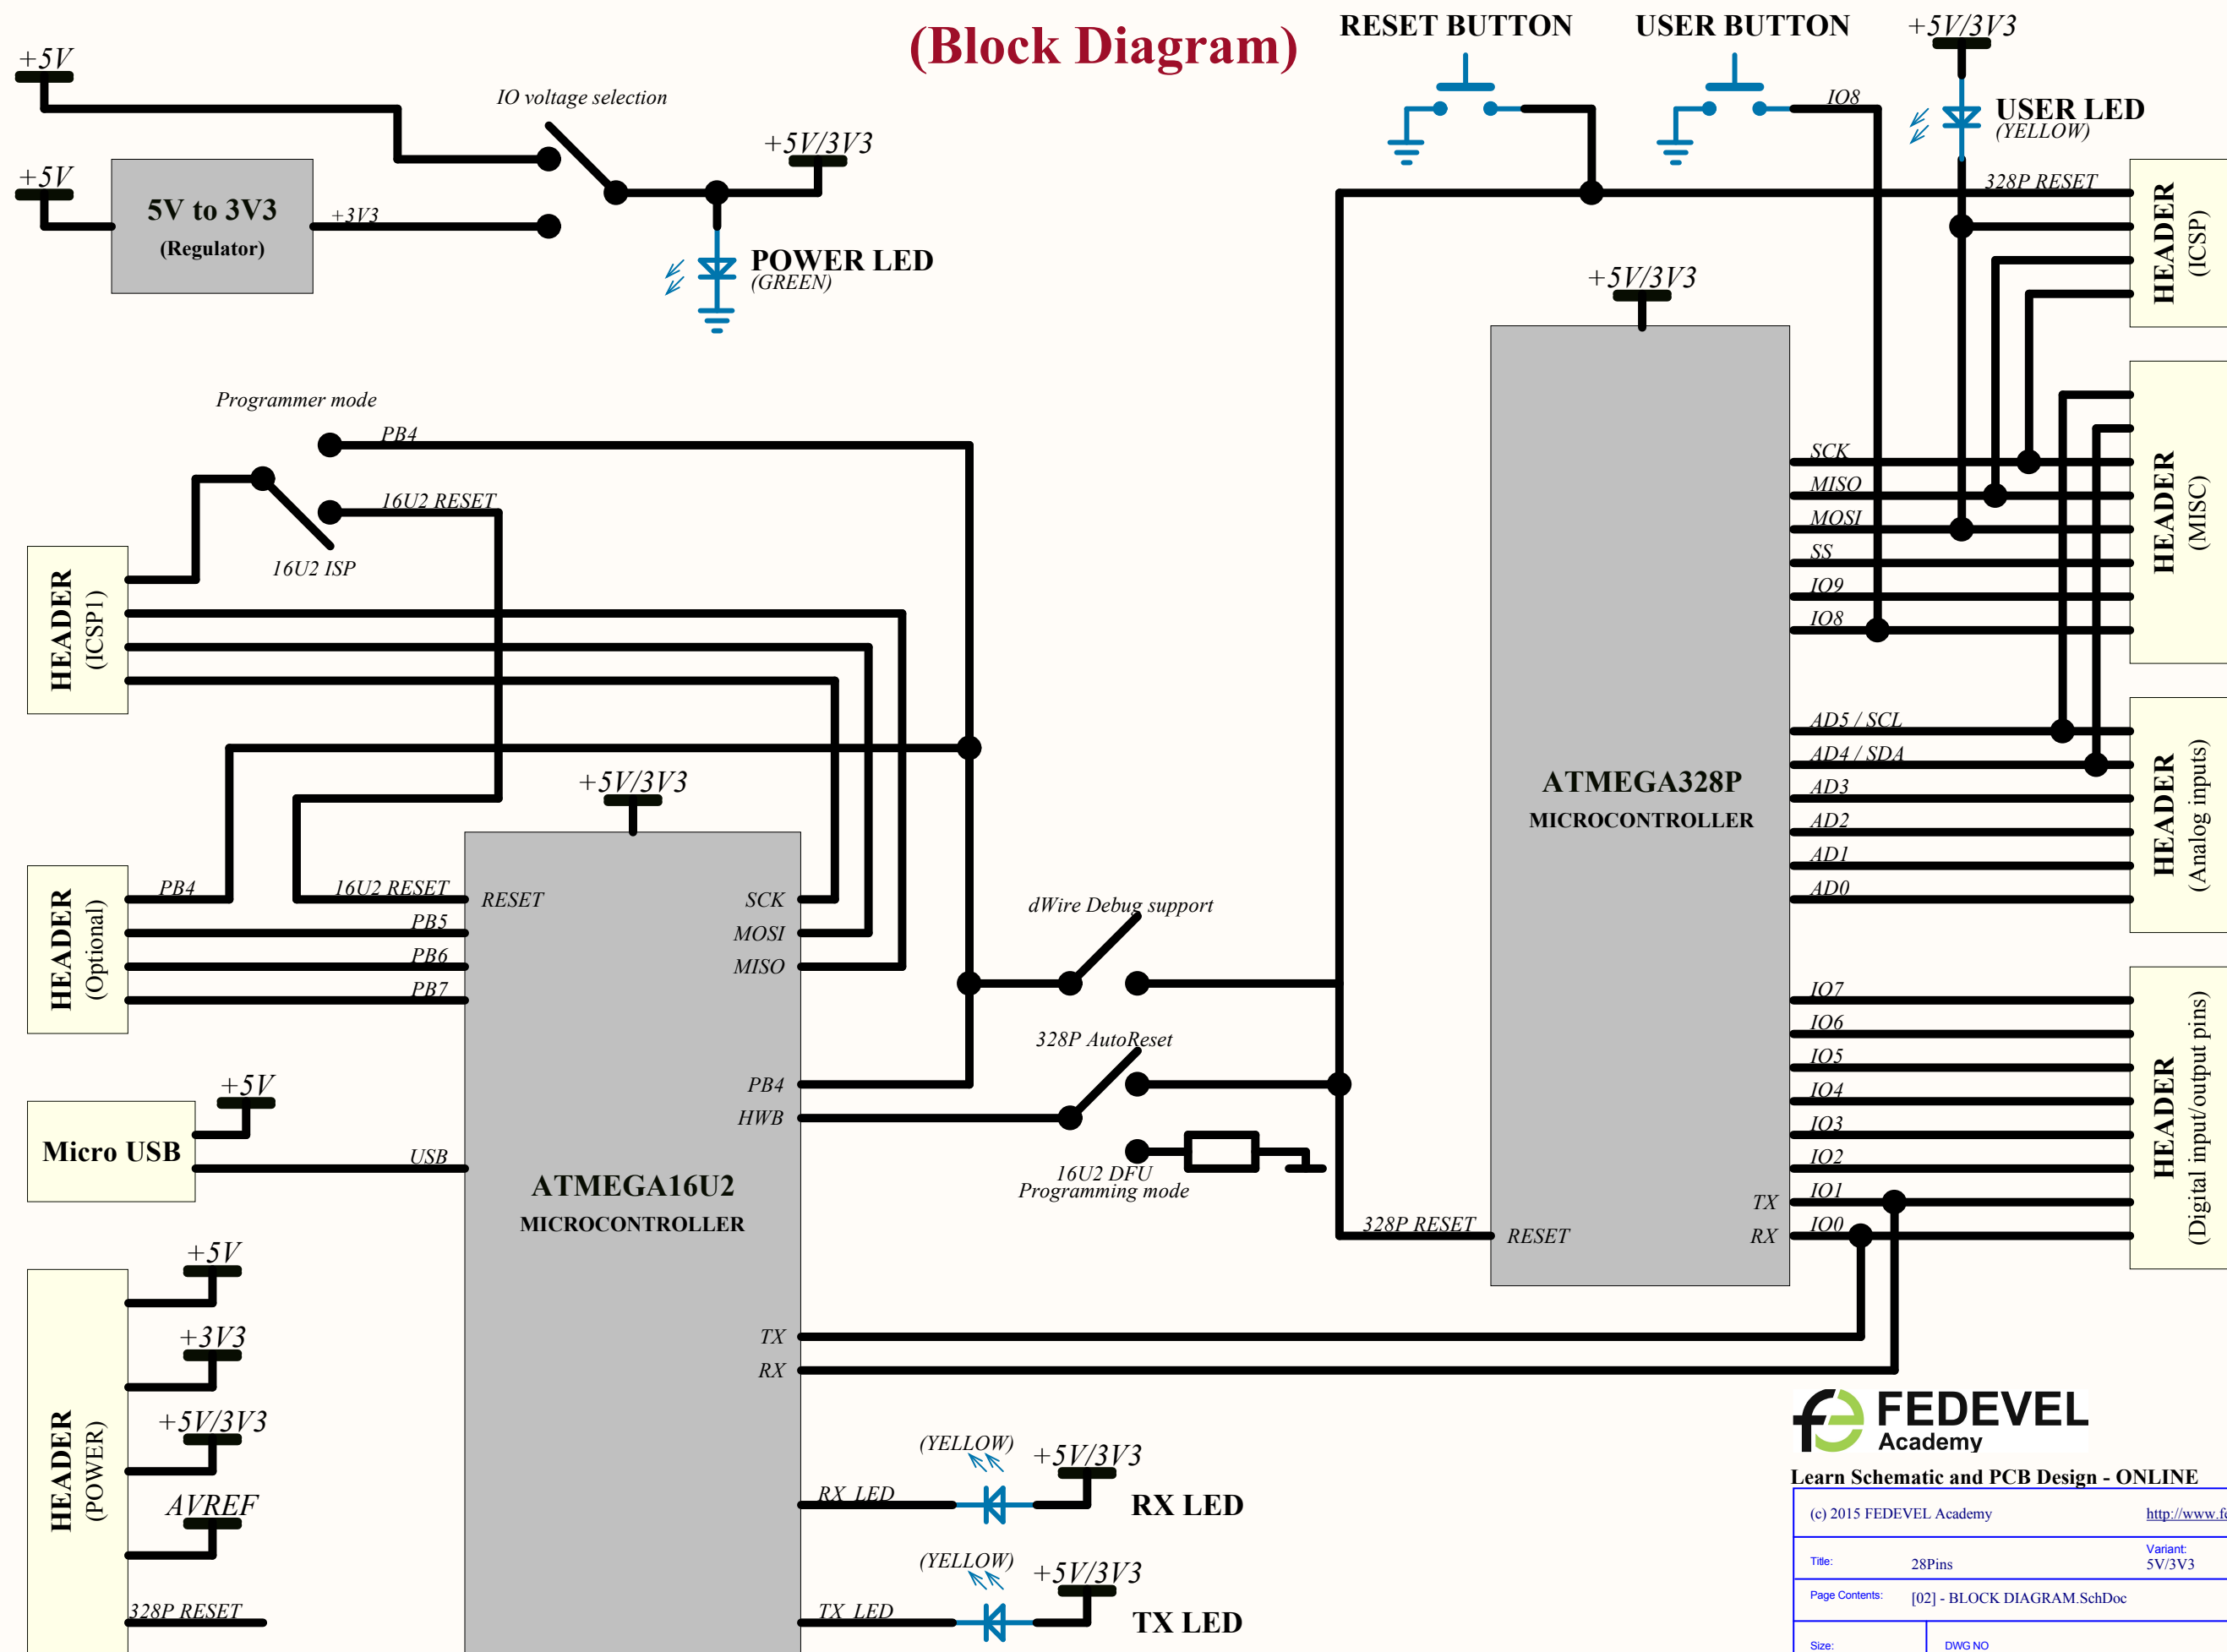 (Block Diagram)
RESET BUTTON
USER BUTTON
+5V/3V3
+5V
IO voltage selection
IO8
USER LED
(YELLOW)
+5V/3V3
+5V
5V to 3V3
(Regulator)
+3V3
328P RESET
HEADER
(ICSP)
POWER LED
(GREEN)
+5V/3V3
Programmer mode
PB4
16U2 RESET
16U2 ISP
HEADER
(ICSP1)
SCK
MISO
MOSI
SS
IO9
IO8
HEADER
(MISC)
AD5 / SCL
AD4 / SDA
AD3
AD2
AD1
AD0
HEADER
(Analog inputs)
ATMEGA328P
MICROCONTROLLER
+5V/3V3
HEADER
(Optional)
PB4
PB5
PB6
PB7
16U2 RESET
RESET
SCK
MOSI
MISO
dWire Debug support
328P AutoReset
PB4
HWB
16U2 DFU
Programming mode
IO7
IO6
IO5
IO4
IO3
IO2
TX
IO1
RX
IO0
HEADER
(Digital input/output pins)
328P RESET
RESET
+5V
Micro USB
USB
ATMEGA16U2
MICROCONTROLLER
TX
RX
+5V
+3V3
+5V/3V3
AVREF
328P RESET
HEADER
(POWER)
(YELLOW)
+5V/3V3
RX LED
RX LED
(YELLOW)
+5V/3V3
TX LED
TX LED
FEDEVEL
Academy
Learn Schematic and PCB Design - ONLINE
(c) 2015 FEDEVEL Academy
Title:
28Pins
Variant:
5V/3V3
Page Contents:
[02] - BLOCK DIAGRAM.SchDoc
Size:
DWG NO